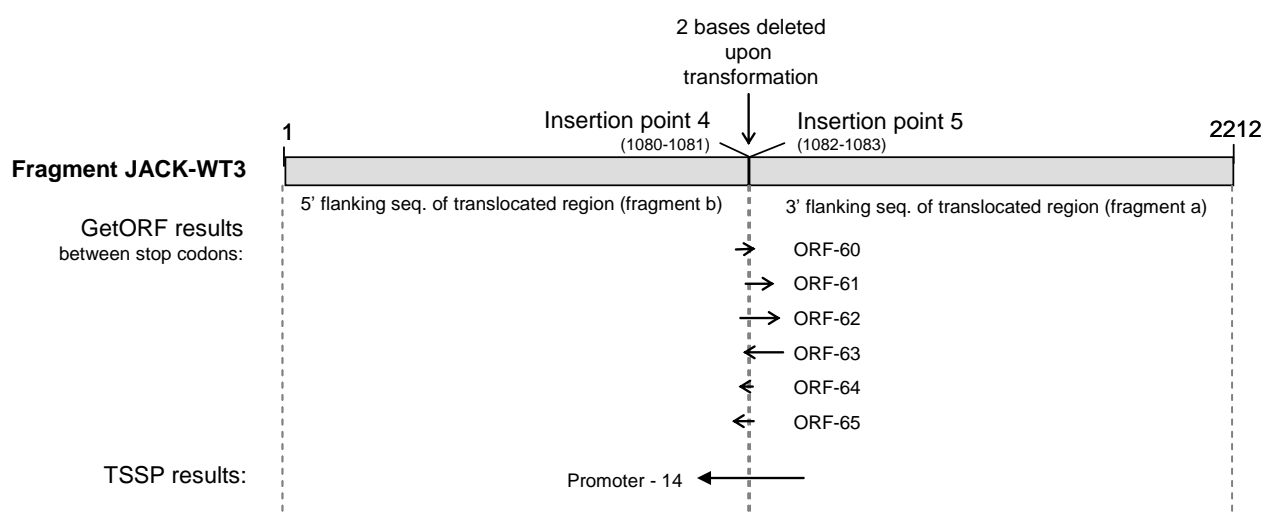 2 bases deleted
upon
transformation
Insertion point 4
(1080-1081)
Insertion point 5
(1082-1083)
1
2212
Fragment JACK-WT3
5' flanking seq. of translocated region (fragment b)
3' flanking seq. of translocated region (fragment a)
GetORF results
between stop codons:
ORF-60
ORF-61
ORF-62
ORF-63
ORF-64
ORF-65
TSSP results:
Promoter - 14